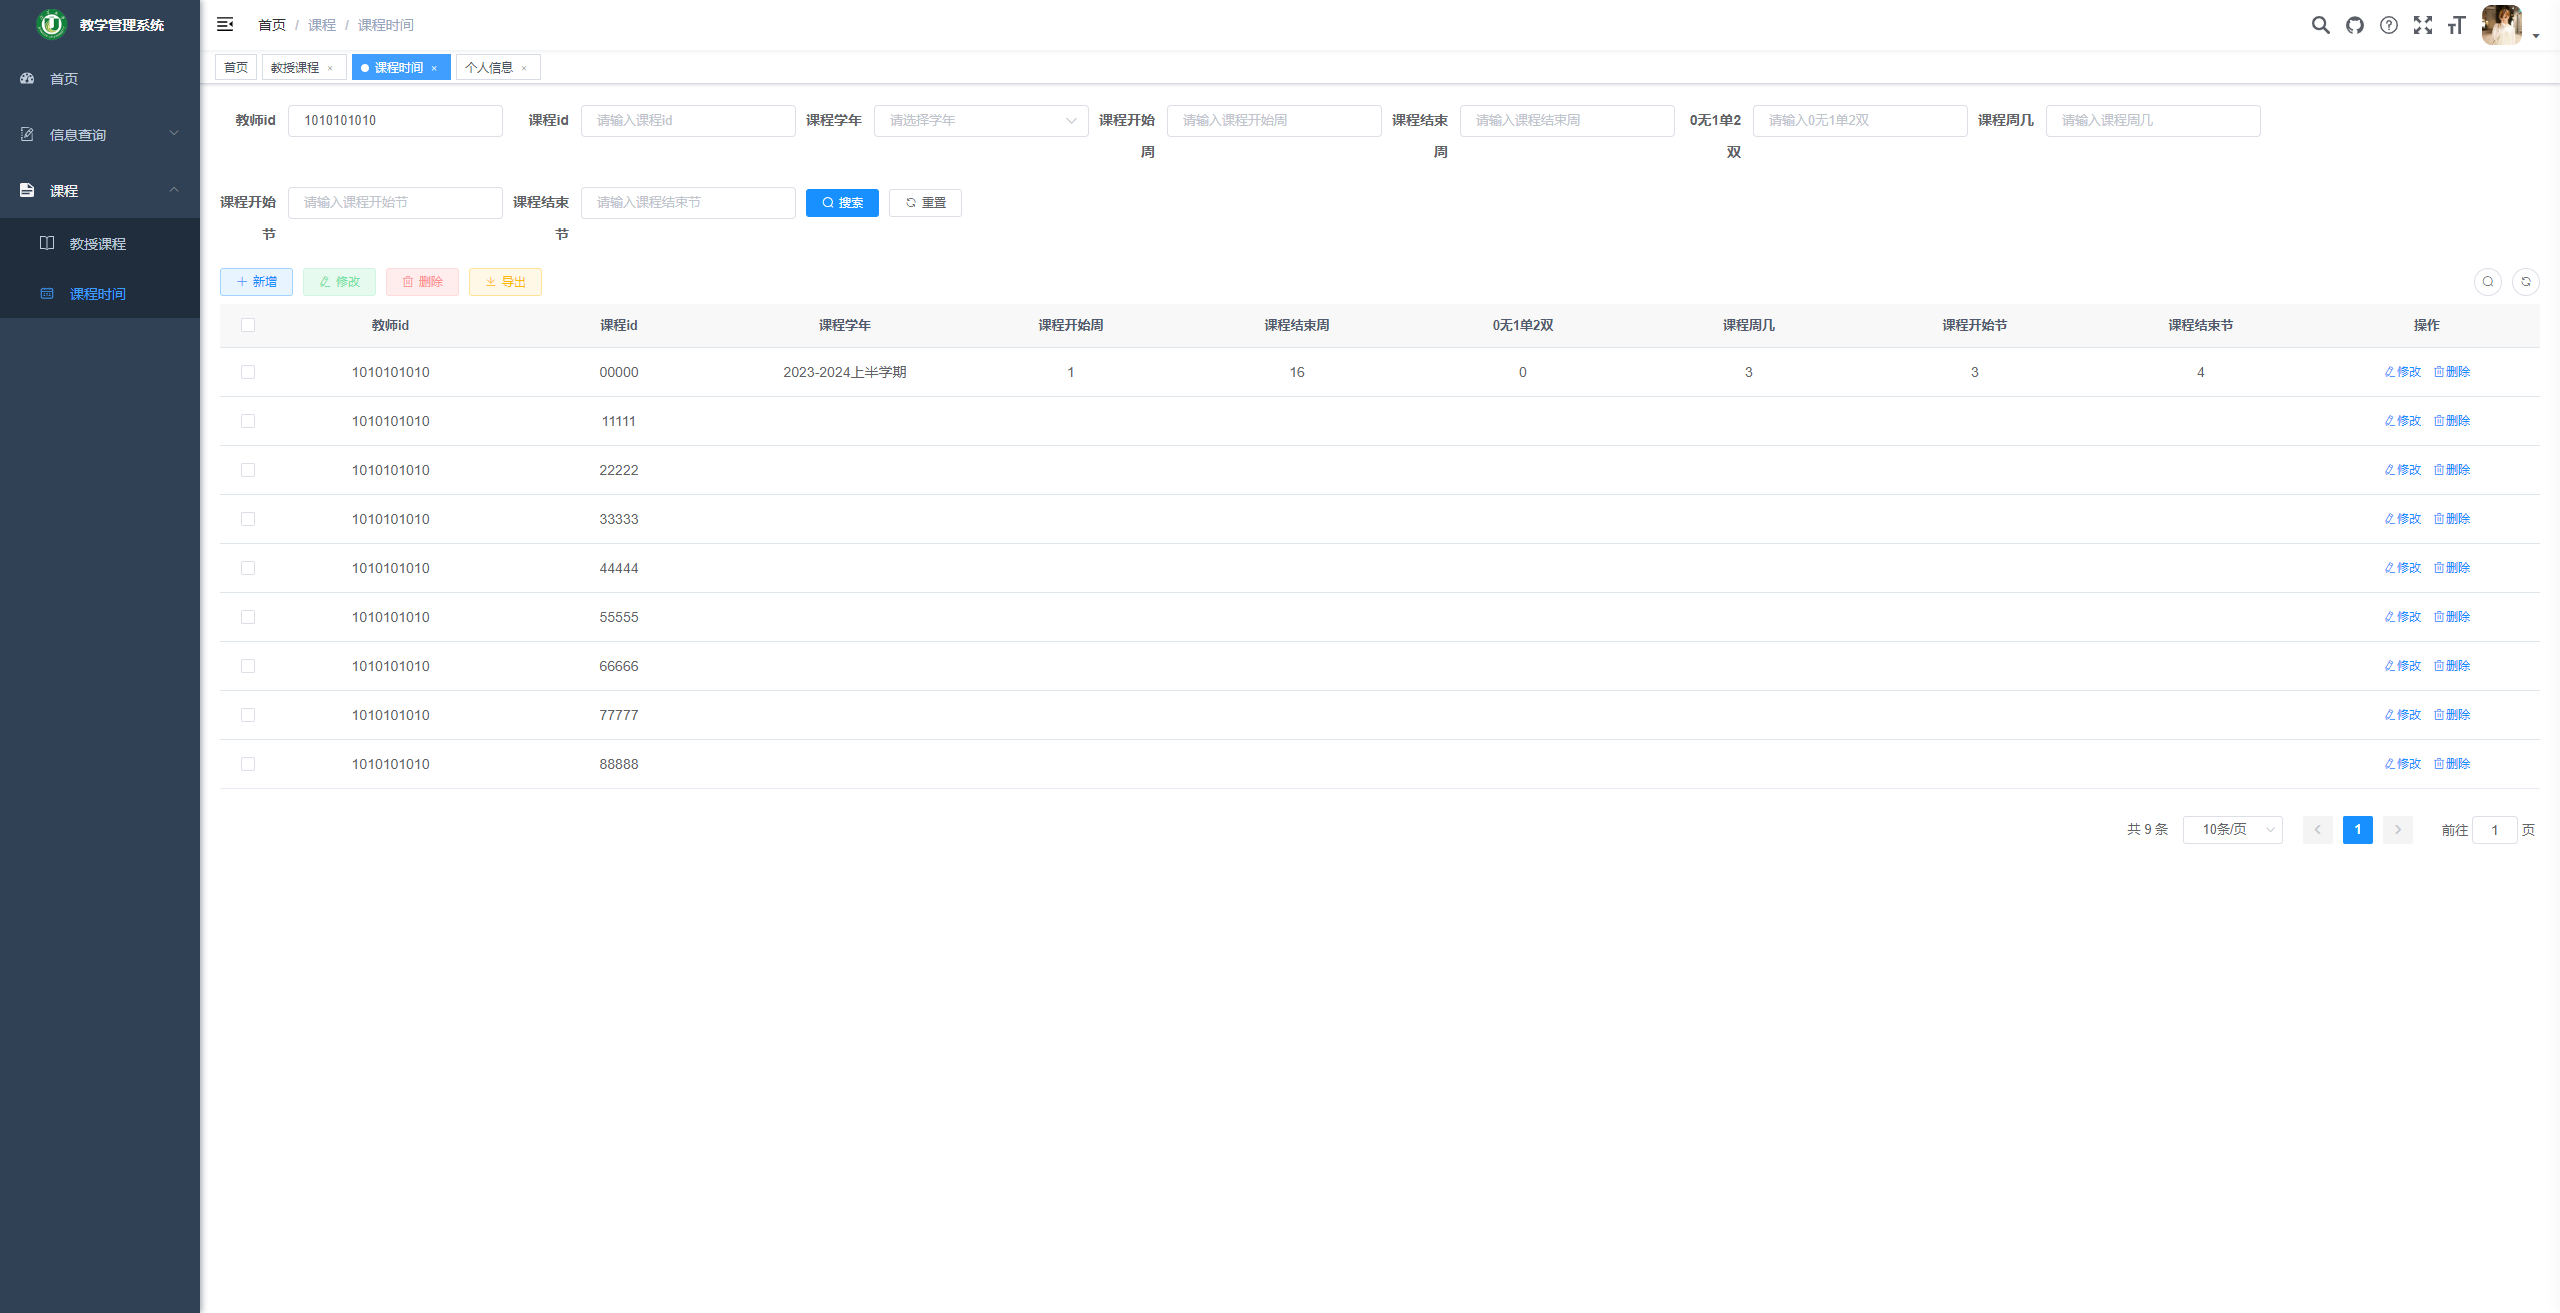 教学管理系统
首页 / 课程 / 课程时间
首页
信息查询
课程
教授课程
课程时间
首页 教授课程 × 课程时间 × 个人信息 ×
教师id 1010101010 课程id 请输入课程id 课程学年 请选择学年 课程开始周 请输入课程开始周 课程结束周 请输入课程结束周 0无1单2双 请输入0无1单2双 课程周几 请输入课程周几
课程开始节 请输入课程开始节 课程结束节 请输入课程结束节 搜索 重置
新增 修改 删除 导出
教师id 课程id 课程学年 课程开始周 课程结束周 0无1单2双 课程周几 课程开始节 课程结束节 操作
1010101010 00000 2023-2024上半学期 1 16 0 3 3 4 修改 删除
1010101010 11111 修改 删除
1010101010 22222 修改 删除
1010101010 33333 修改 删除
1010101010 44444 修改 删除
1010101010 55555 修改 删除
1010101010 66666 修改 删除
1010101010 77777 修改 删除
1010101010 88888 修改 删除
共 9 条 10条/页 1 前往 1 页